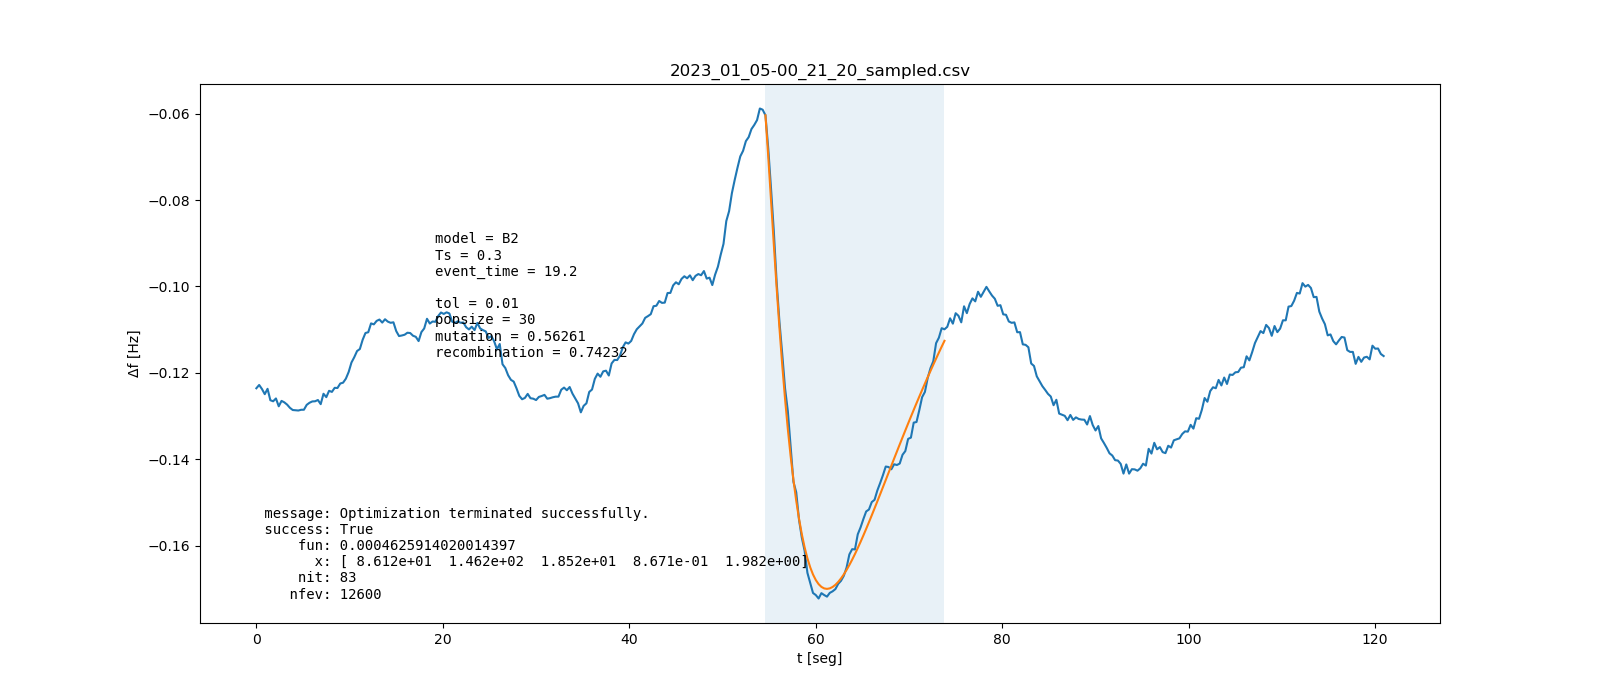 2023_01_05-00_21_20_sampled.csv
−0.06
−0.08
−0.10
−0.12
−0.14
−0.16
Δf [Hz]
model = B2
Ts = 0.3
event_time = 19.2
tol = 0.01
popsize = 30
mutation = 0.56261
recombination = 0.74232
message: Optimization terminated successfully.
success: True
fun: 0.0004625914020014397
x: [ 8.612e+01  1.462e+02  1.852e+01  8.671e-01  1.982e+00]
nit: 83
nfev: 12600
0 20 40 60 80 100 120
t [seg]